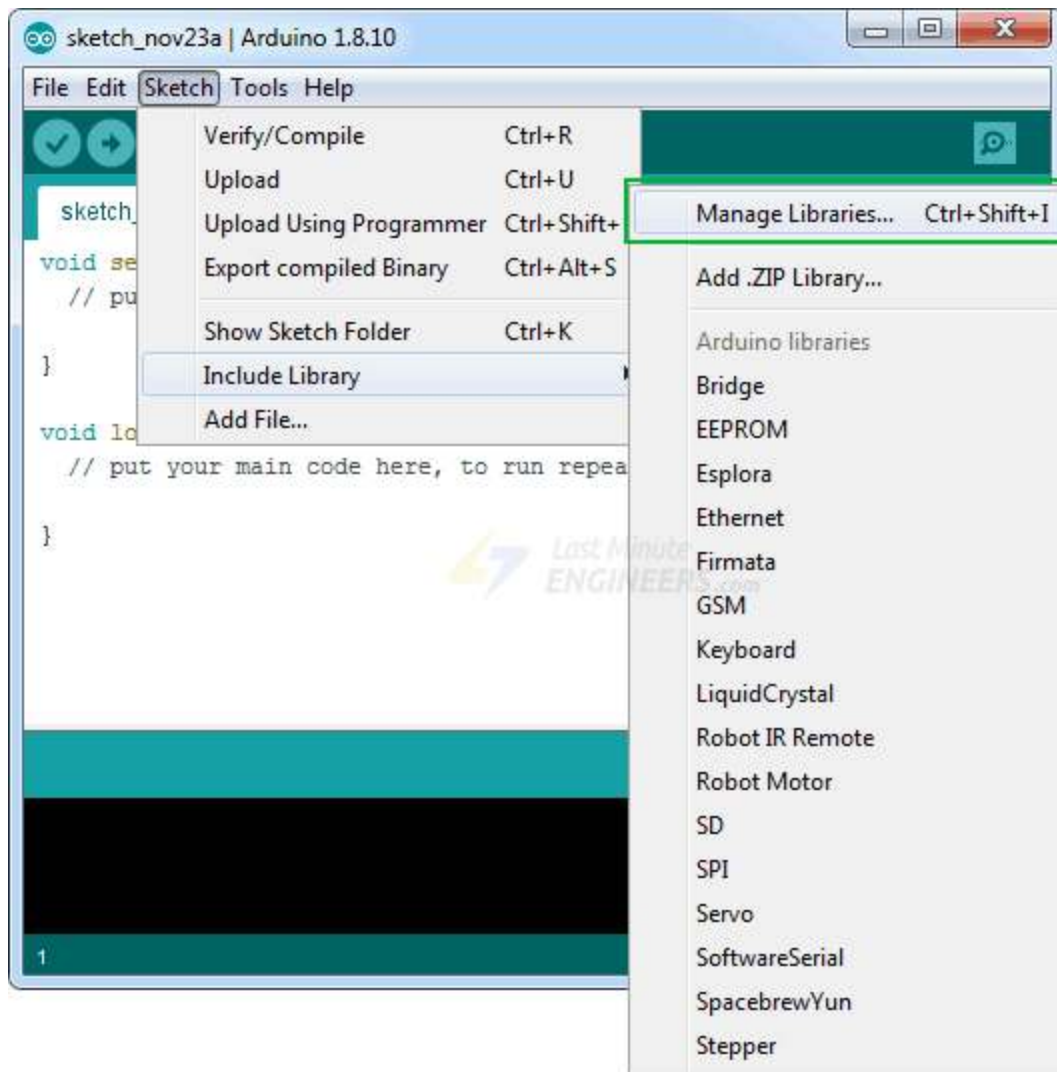 sketch_nov23a | Arduino 1.8.10
File Edit Sketch Tools Help
Verify/Compile Ctrl+R
Upload Ctrl+U
Upload Using Programmer Ctrl+Shift+
Export compiled Binary Ctrl+Alt+S
Show Sketch Folder Ctrl+K
Include Library
Add File...
Manage Libraries... Ctrl+Shift+I
Add .ZIP Library...
Arduino libraries
Bridge
EEPROM
Esplora
Ethernet
Firmata
GSM
Keyboard
LiquidCrystal
Robot IR Remote
Robot Motor
SD
SPI
Servo
SoftwareSerial
SpacebrewYun
Stepper
sketch_
void se
// pu
}
void lo
// put your main code here, to run repea
}
Last Minute
ENGINEERS.com
1